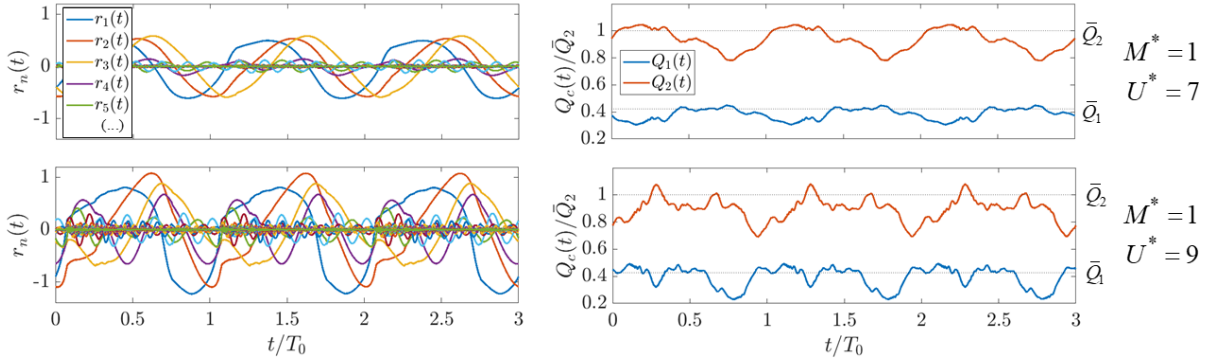 1
0
-1
r_n(t)
r_1(t)
r_2(t)
r_3(t)
r_4(t)
r_5(t)
(...)
1
0.8
0.6
0.4
0.2
Q_c(t)/Q̄_2
Q_1(t)
Q_2(t)
Q̄_2
Q̄_1
M^* = 1
U^* = 7
1
0
-1
r_n(t)
0 0.5 1 1.5 2 2.5 3
t/T_0
1
0.8
0.6
0.4
0.2
Q_c(t)/Q̄_2
0 0.5 1 1.5 2 2.5 3
t/T_0
Q̄_2
Q̄_1
M^* = 1
U^* = 9